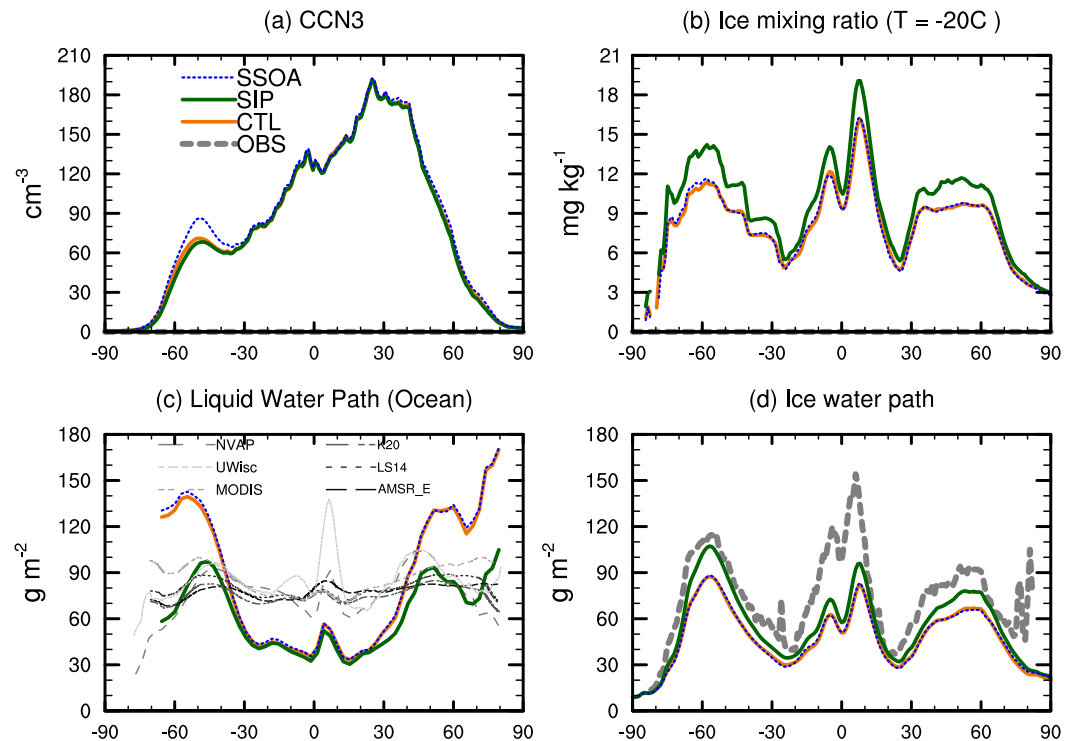 (a) CCN3
210
180
150
120
90
60
30
0
cm-3
SSOA
SIP
CTL
OBS
-90 -60 -30 0 30 60 90
(b) Ice mixing ratio (T = -20C )
21
18
15
12
9
6
3
0
mg kg-1
-90 -60 -30 0 30 60 90
(c) Liquid Water Path (Ocean)
180
150
120
90
60
30
0
g m-2
NVAP
UWisc
MODIS
K20
LS14
AMSR_E
-90 -60 -30 0 30 60 90
(d) Ice water path
180
150
120
90
60
30
0
g m-2
-90 -60 -30 0 30 60 90